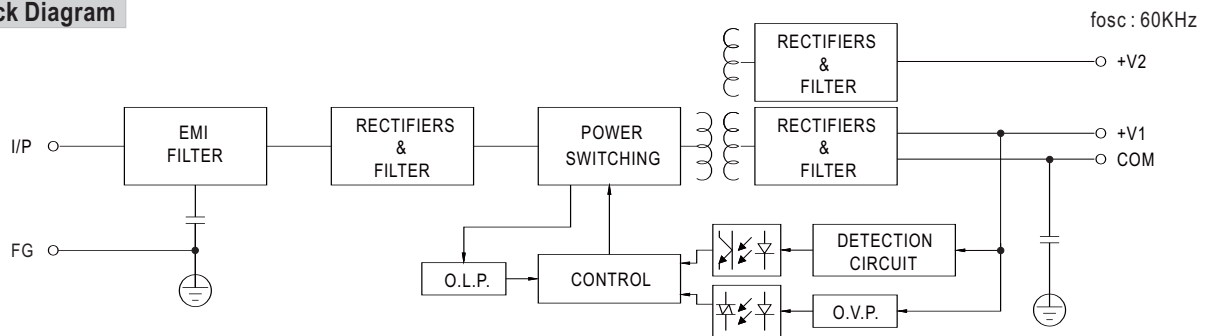 ck Diagram
fosc : 60KHz
RECTIFIERS
&
FILTER
+V2
I/P
EMI
FILTER
RECTIFIERS
&
FILTER
POWER
SWITCHING
RECTIFIERS
&
FILTER
+V1
COM
FG
O.L.P.
CONTROL
DETECTION
CIRCUIT
O.V.P.